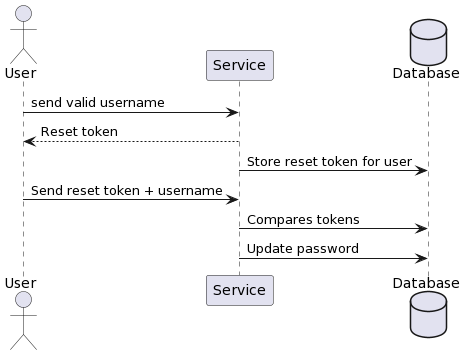 User
Service
Database
send valid username
Reset token
Store reset token for user
Send reset token + username
Compares tokens
Update password
User
Service
Database